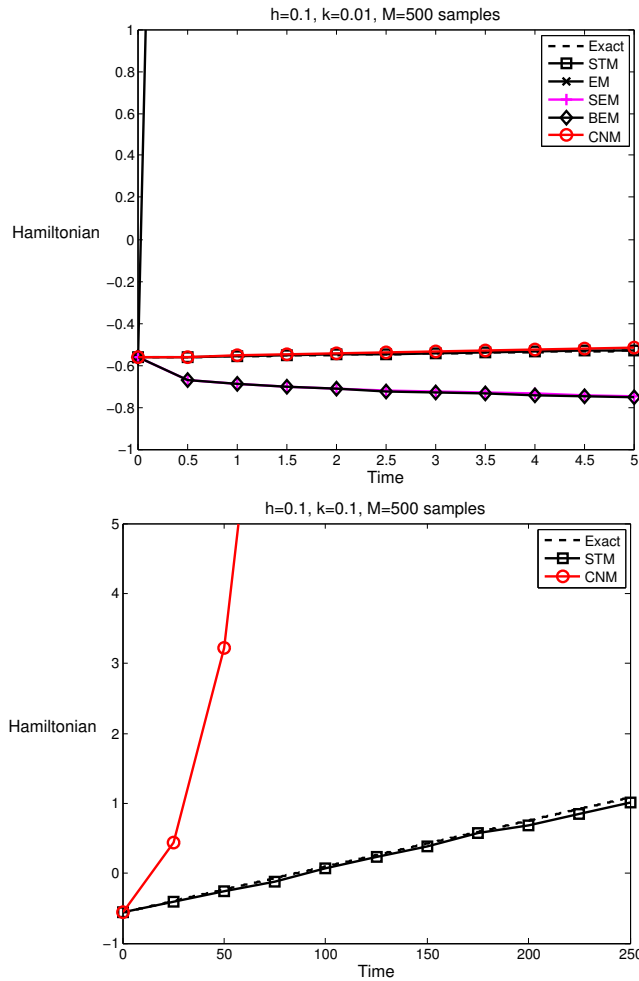 h=0.1, k=0.01, M=500 samples
1
0.8
0.6
0.4
0.2
0
−0.2
−0.4
−0.6
−0.8
−1
Hamiltonian
Exact
STM
EM
SEM
BEM
CNM
0 0.5 1 1.5 2 2.5 3 3.5 4 4.5 5
Time
h=0.1, k=0.1, M=500 samples
5
4
3
2
1
0
−1
Hamiltonian
Exact
STM
CNM
0 50 100 150 200 250
Time